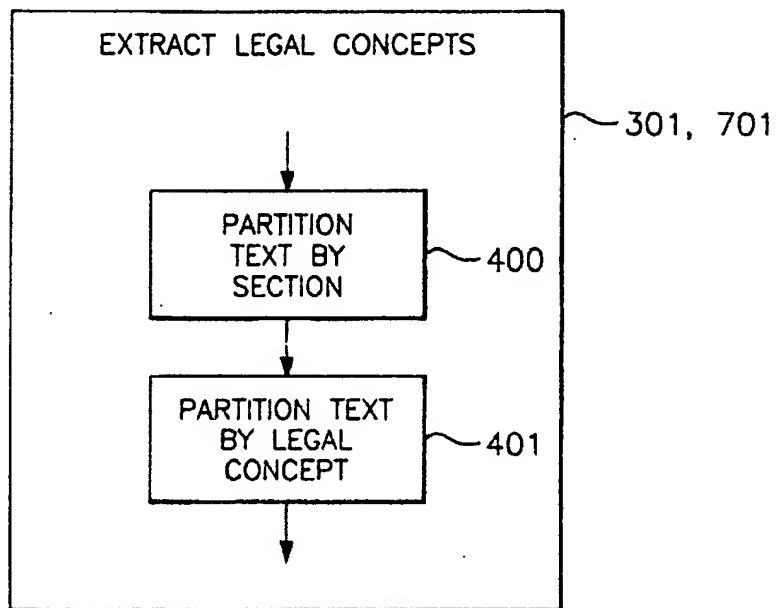 EXTRACT LEGAL CONCEPTS
301, 701
PARTITION
TEXT BY
SECTION
400
PARTITION TEXT
BY LEGAL
CONCEPT
401